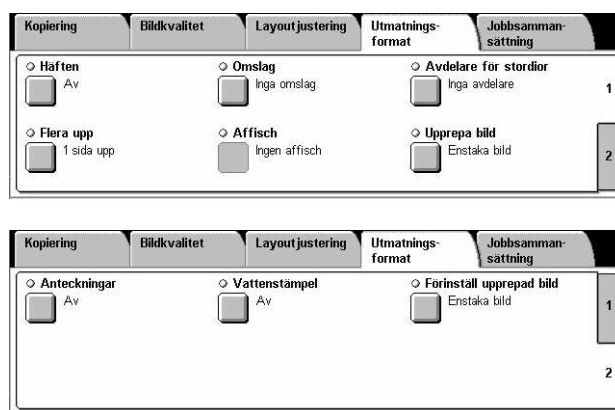 Kopiering Bildkvalitet Layoutjustering Utmatnings-format Jobbsamman-sättning
Häften Omslag Avdelare för stordior
Av Inga omslag Inga avdelare 1
Flera upp Affisch Upprepa bild
1 sida upp Ingen affisch Enstaka bild 2
Kopiering Bildkvalitet Layoutjustering Utmatnings-format Jobbsamman-sättning
Anteckningar Vattenstämpel Förinställ upprepad bild
Av Av Enstaka bild 1
2